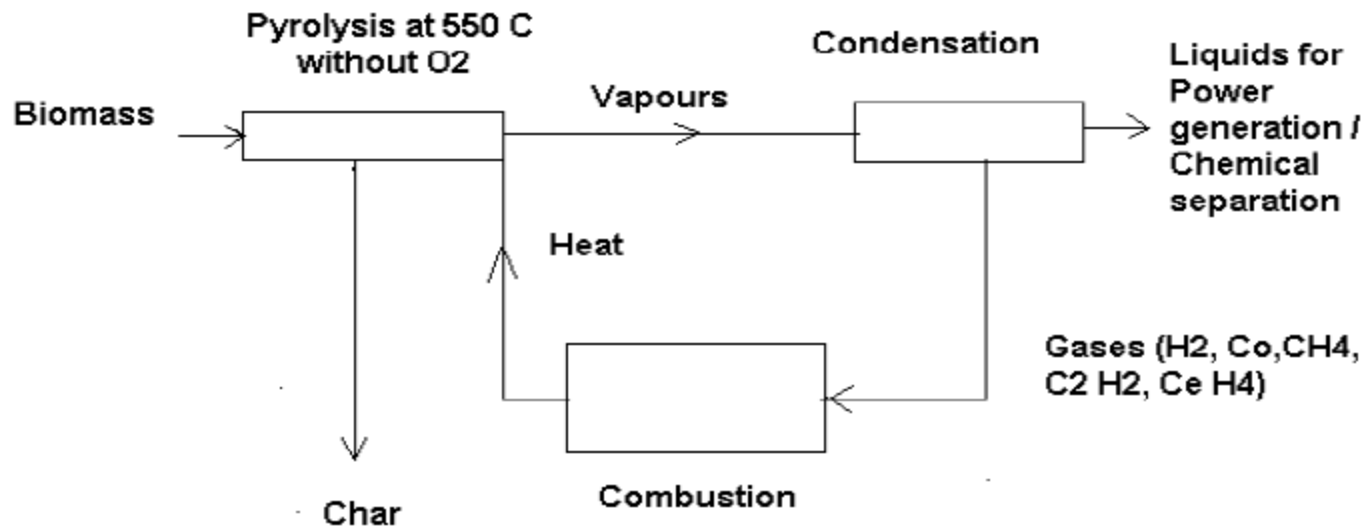 Pyrolysis at 550 C
without O2
Condensation
Liquids for
Power
generation /
Chemical
separation
Biomass
Vapours
Heat
Gases (H2, Co,CH4,
C2 H2, Ce H4)
Combustion
Char